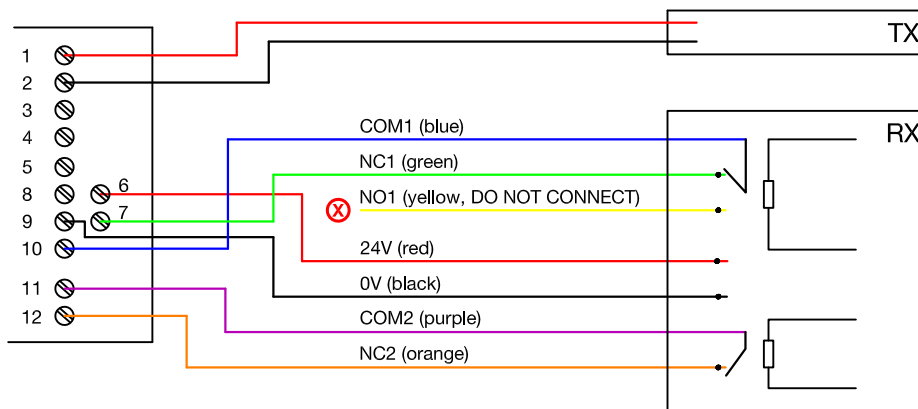 TX
1
2
3
4
5
8 6
9 7
10
11
12
RX
COM1 (blue)
NC1 (green)
X NO1 (yellow, DO NOT CONNECT)
24V (red)
0V (black)
COM2 (purple)
NC2 (orange)